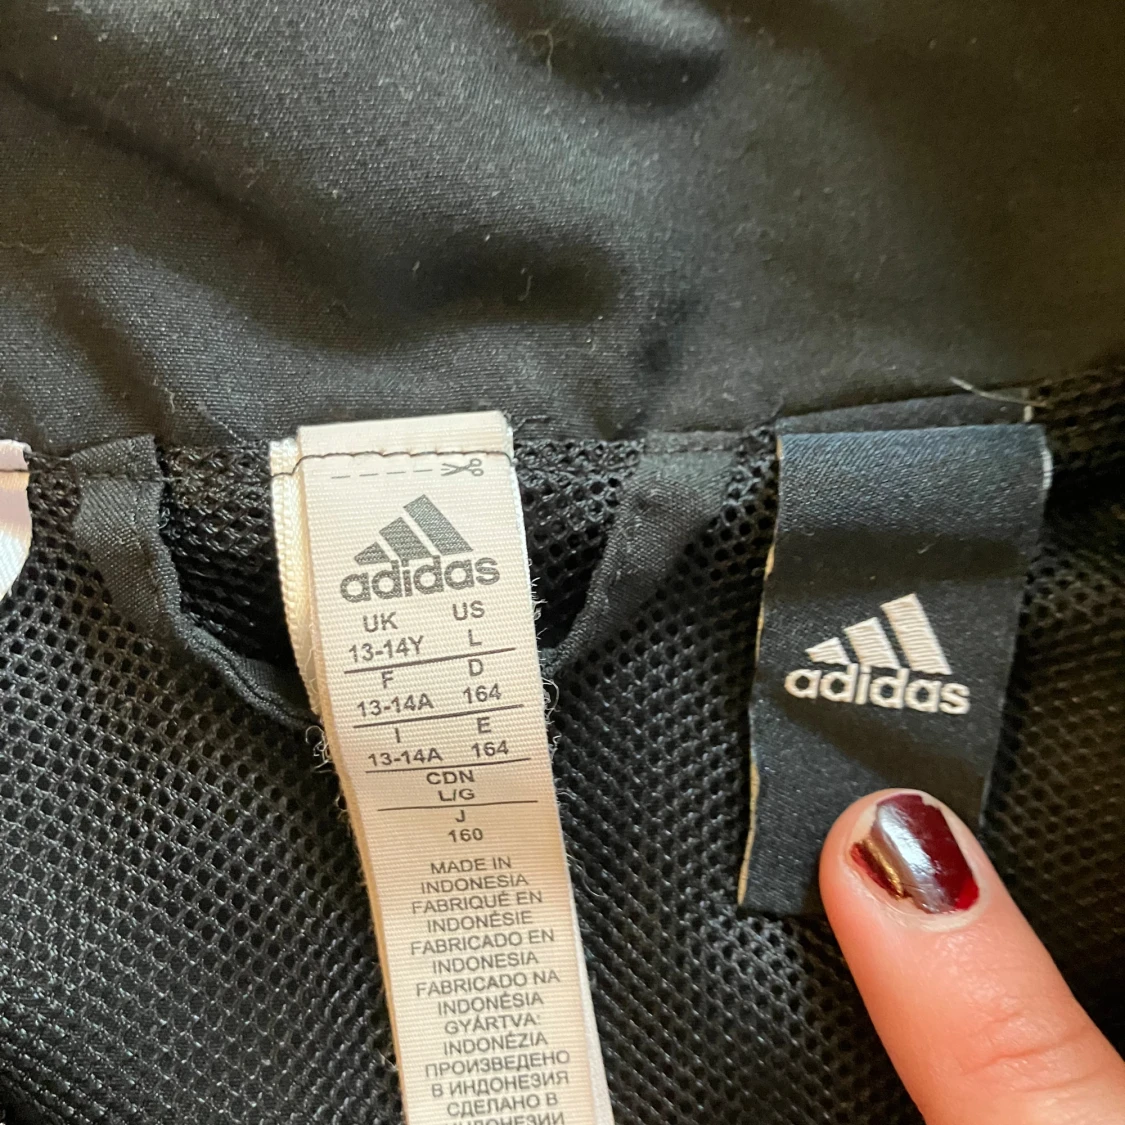 adidas
UK US
13-14Y L
F D
13-14A 164
I E
13-14A 164
CDN
L/G
J
160
MADE IN
INDONESIA
FABRIQUÉ EN
INDONÉSIE
FABRICADO EN
INDONESIA
FABRICADO NA
INDONÉSIA
GYÁRTVA:
INDONÉZIA
ПРОИЗВЕДЕНО
В ИНДОНЕЗИЯ
СДЕЛАНО В
ИНДОНЕЗИИ
adidas